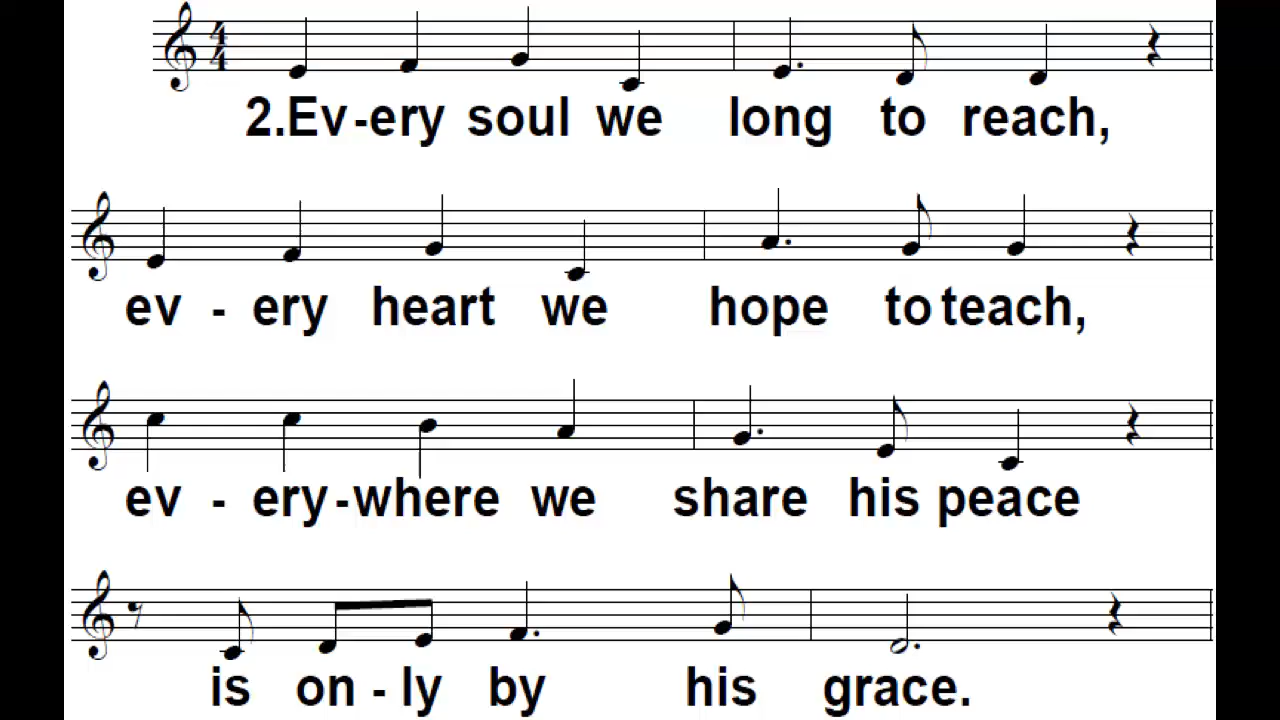 2.Ev-ery soul we long to reach,
ev - ery heart we hope to teach,
ev - ery-where we share his peace
is on - ly by his grace.